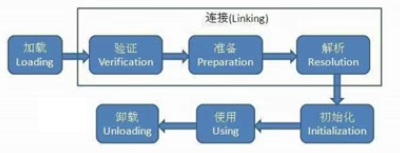 连接(Linking)
加载
Loading
验证
Verification
准备
Preparation
解析
Resolution
初始化
Initialization
使用
Using
卸载
Unloading